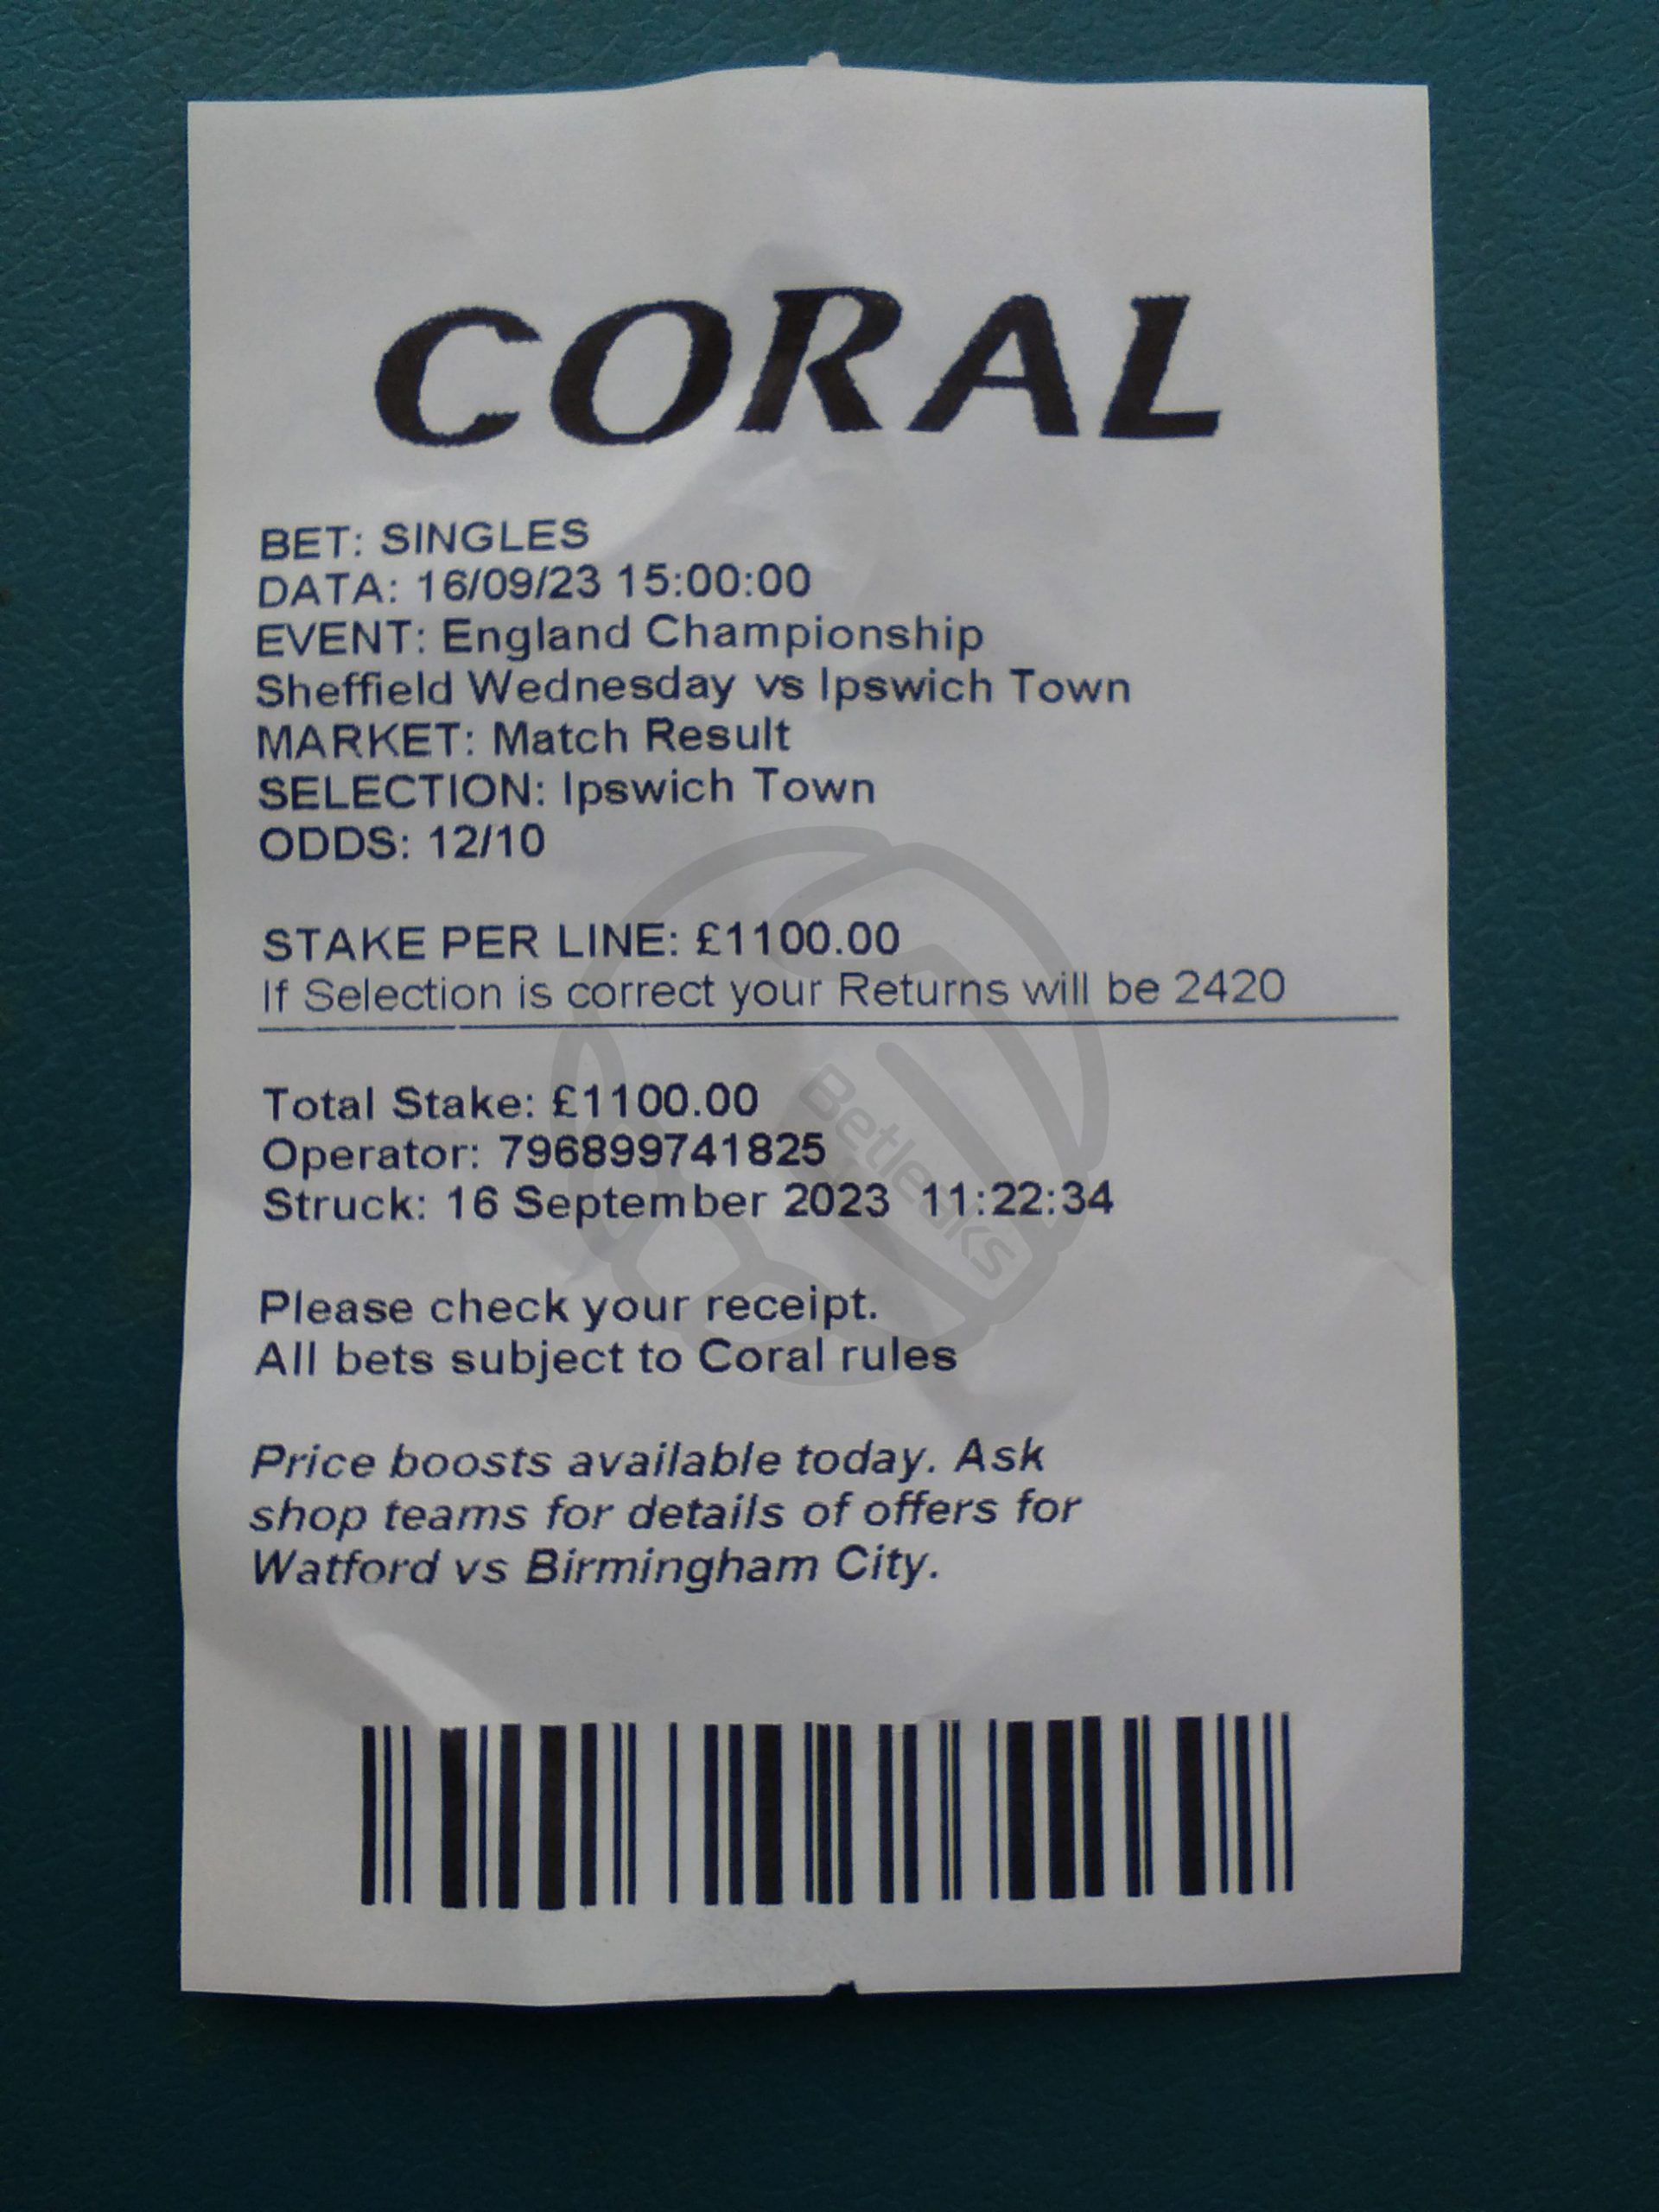 CORAL
BET: SINGLES
DATA: 16/09/23 15:00:00
EVENT: England Championship
Sheffield Wednesday vs Ipswich Town
MARKET: Match Result
SELECTION: Ipswich Town
ODDS: 12/10
STAKE PER LINE: £1100.00
If Selection is correct your Returns will be 2420
Total Stake: £1100.00
Operator: 796899741825
Struck: 16 September 2023 11:22:34
Betleaks
Please check your receipt.
All bets subject to Coral rules
Price boosts available today. Ask
shop teams for details of offers for
Watford vs Birmingham City.